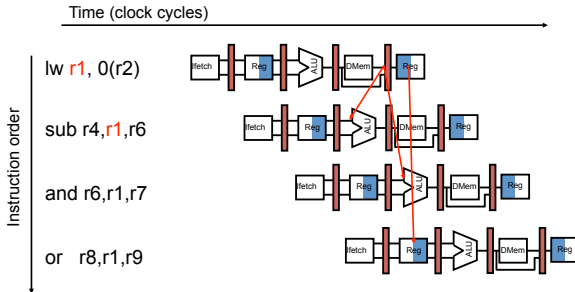 Time (clock cycles)
Instruction order
lw r1, 0(r2)
Ifetch Reg ALU DMem Reg
sub r4,r1,r6
Ifetch Reg ALU DMem Reg
and r6,r1,r7
Ifetch Reg ALU DMem Reg
or r8,r1,r9
Ifetch Reg ALU DMem Reg